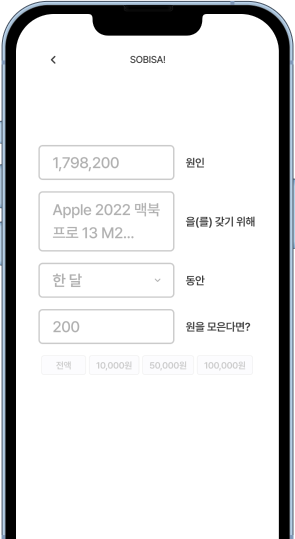 SOBISA!
1,798,200 원인
Apple 2022 맥북
프로 13 M2...
을(를) 갖기 위해
한 달 동안
200 원을 모은다면?
전액 10,000원 50,000원 100,000원